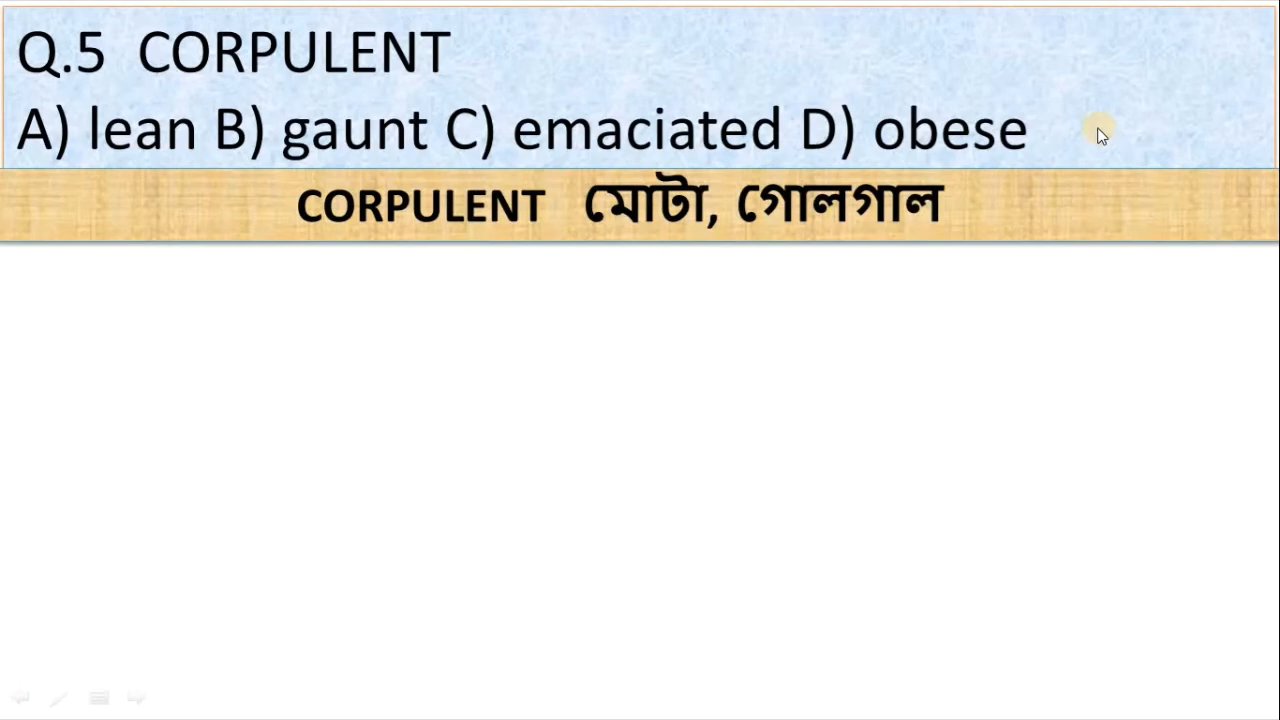 Q.5 CORPULENT
A) lean B) gaunt C) emaciated D) obese
CORPULENT মোটা, গোলগাল